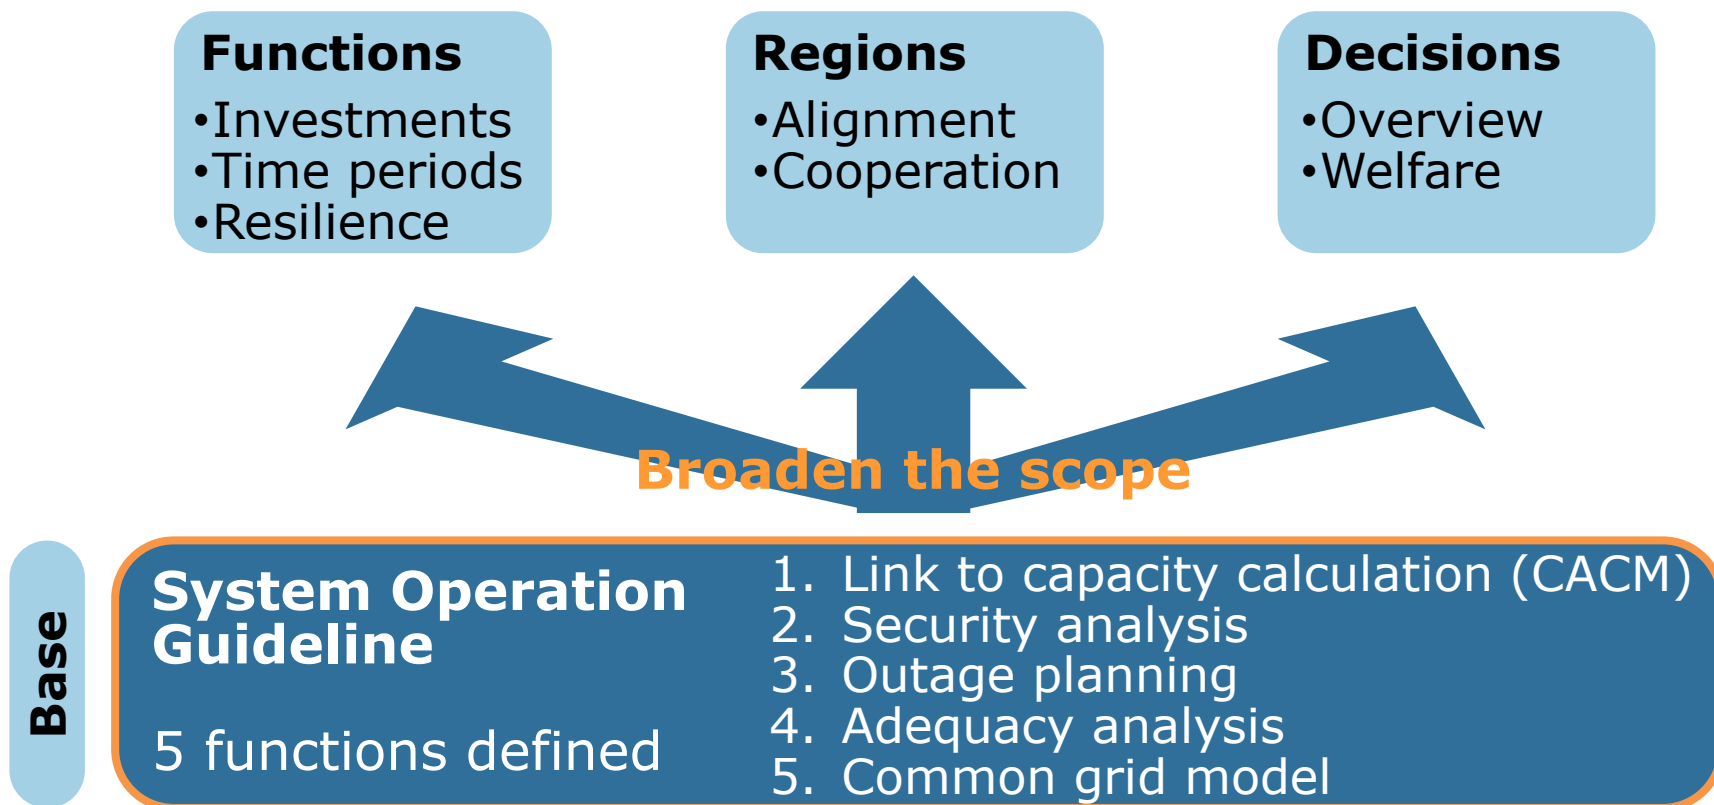 Functions
•Investments
•Time periods
•Resilience
Regions
•Alignment
•Cooperation
Decisions
•Overview
•Welfare
Broaden the scope
Base
System Operation
Guideline
5 functions defined
1. Link to capacity calculation (CACM)
2. Security analysis
3. Outage planning
4. Adequacy analysis
5. Common grid model